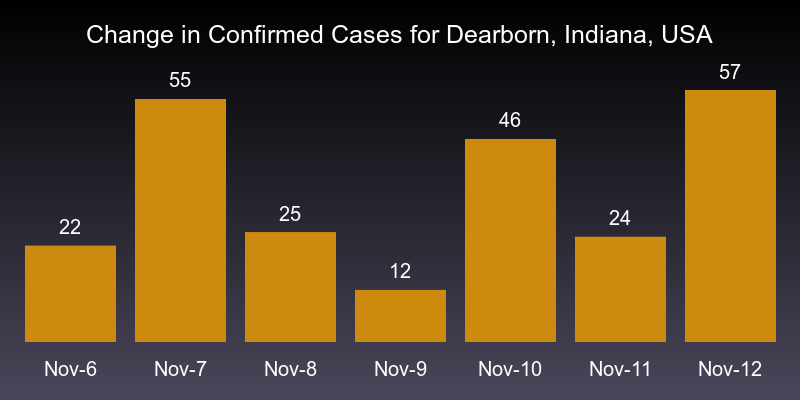 Change in Confirmed Cases for Dearborn, Indiana, USA
22
55
25
12
46
24
57
Nov-6
Nov-7
Nov-8
Nov-9
Nov-10
Nov-11
Nov-12